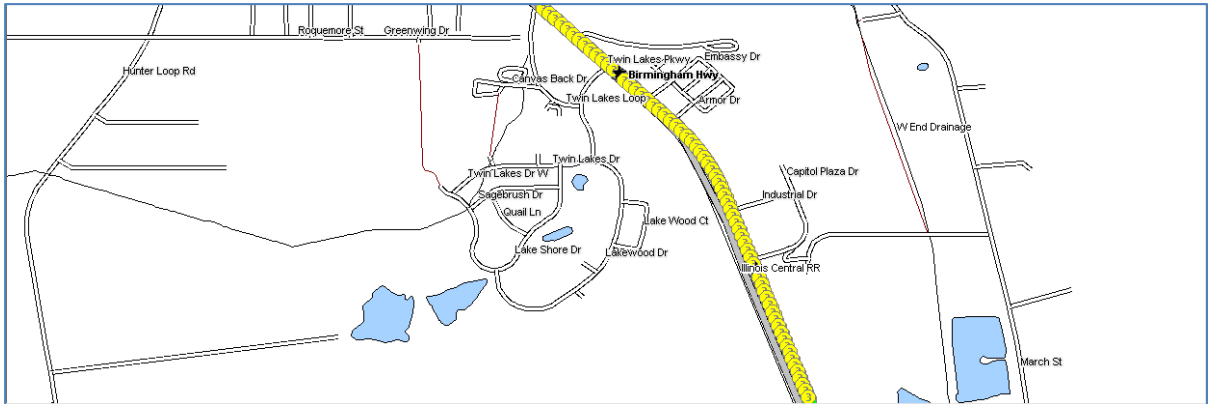 Roquemore St
Greenwing Dr
Embassy Dr
Twin Lakes Pkwy
Hunter Loop Rd
Birmingham Hwy
Canvas Back Dr
Twin Lakes Loop
Armor Dr
W End Drainage
Twin Lakes Dr
Capitol Plaza Dr
Twin Lakes Dr W
Sagebrush Dr
Industrial Dr
Quail Ln
Lake Wood Ct
Lake Shore Dr
Lakewood Dr
Illinois Central RR
March St
3